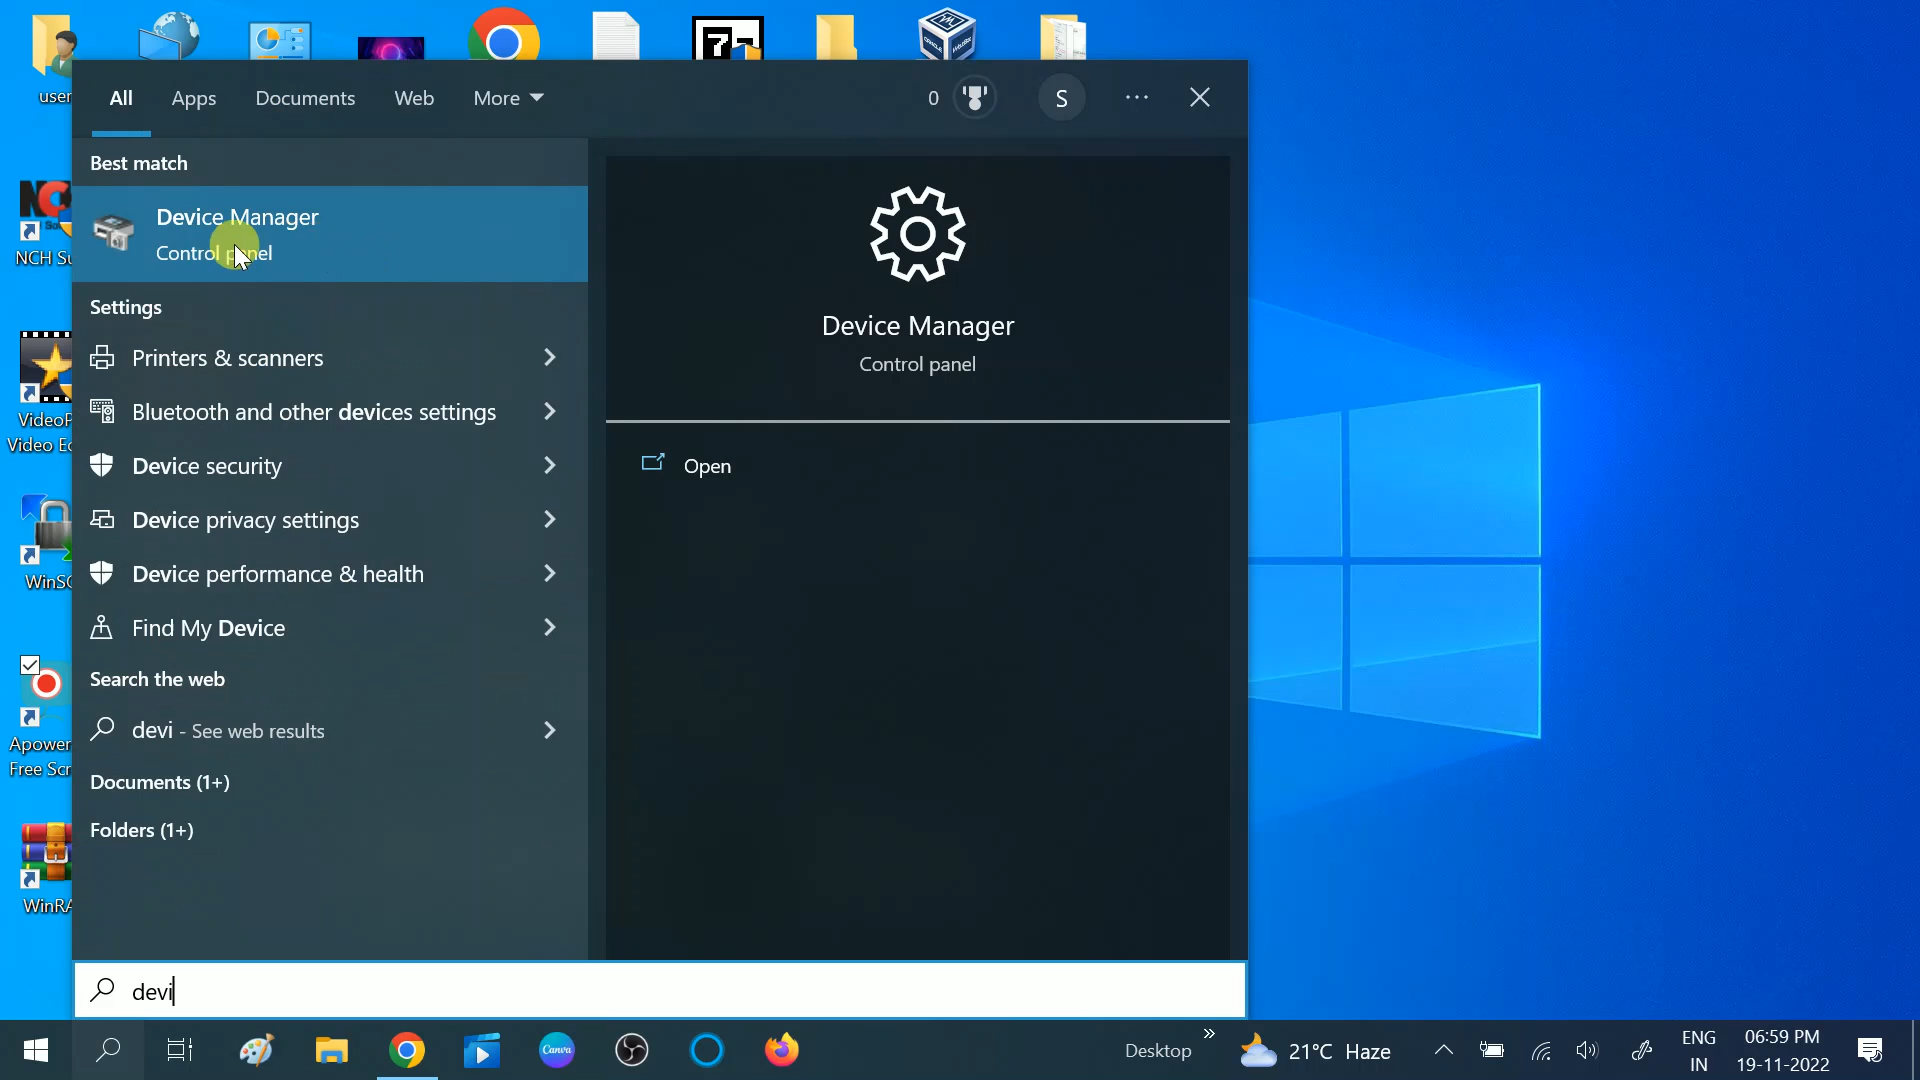 user
All
Apps
Documents
Web
More
0
S
Best match
Device Manager
Control panel
Settings
Printers & scanners
Bluetooth and other devices settings
Device security
Device privacy settings
Device performance & health
Find My Device
Search the web
devi - See web results
Documents (1+)
Folders (1+)
Device Manager
Control panel
Open
NCH Su
VideoP
Video Ed
WinSC
Apower
Free Scr
WinRA
devi
Canva
Desktop
21°C Haze
ENG
IN
06:59 PM
19-11-2022